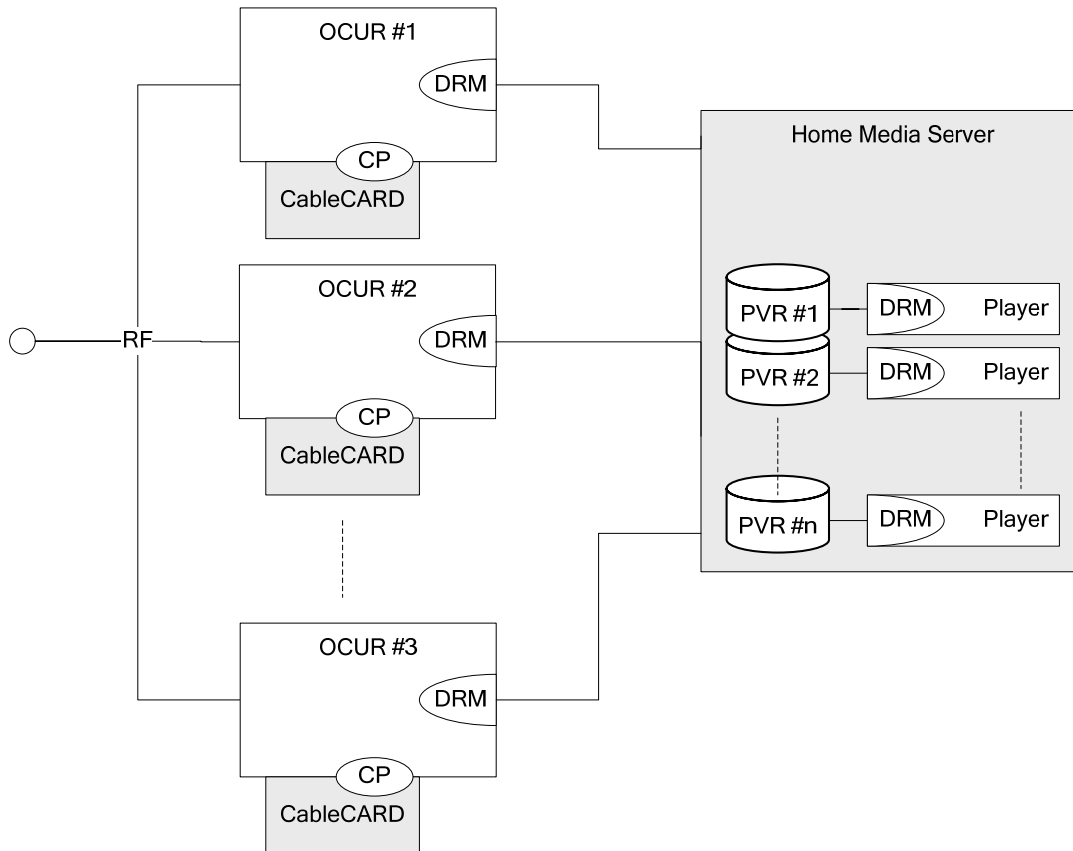 OCUR #1
DRM
CP
CableCARD
Home Media Server
OCUR #2
DRM
RF
CP
CableCARD
PVR #1
DRM Player
PVR #2
DRM Player
PVR #n
DRM Player
OCUR #3
DRM
CP
CableCARD